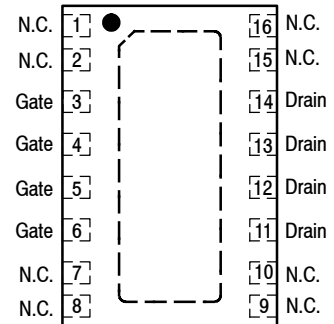 N.C. 1 16 N.C.
N.C. 2 15 N.C.
Gate 3 14 Drain
Gate 4 13 Drain
Gate 5 12 Drain
Gate 6 11 Drain
N.C. 7 10 N.C.
N.C. 8 9 N.C.